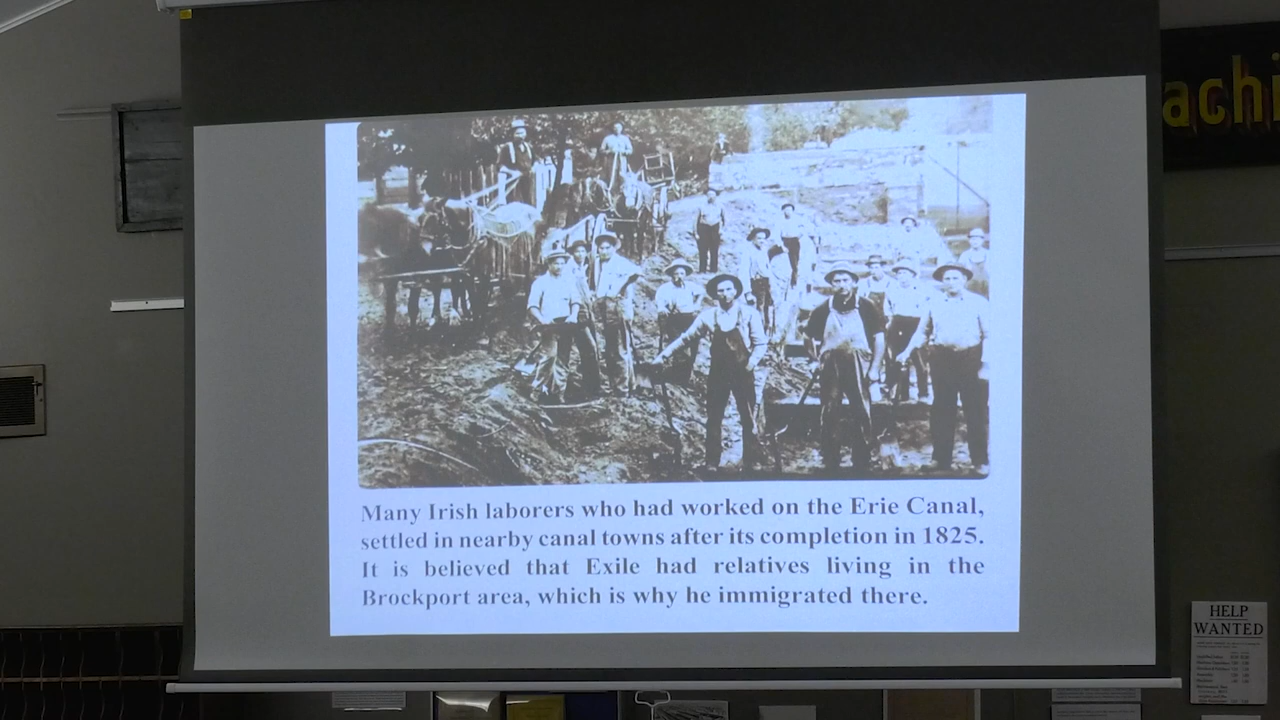 achi
Many Irish laborers who had worked on the Erie Canal,
settled in nearby canal towns after its completion in 1825.
It is believed that Exile had relatives living in the
Brockport area, which is why he immigrated there.
HELP
WANTED